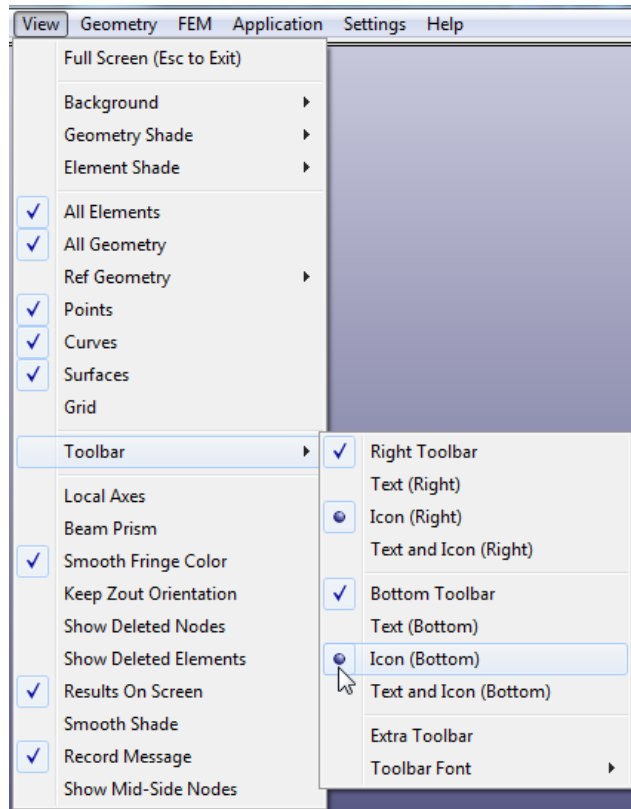 View Geometry FEM Application Settings Help
Full Screen (Esc to Exit)
Background
Geometry Shade
Element Shade
All Elements
All Geometry
Ref Geometry
Points
Curves
Surfaces
Grid
Toolbar
Local Axes
Beam Prism
Smooth Fringe Color
Keep Zout Orientation
Show Deleted Nodes
Show Deleted Elements
Results On Screen
Smooth Shade
Record Message
Show Mid-Side Nodes
Right Toolbar
Text (Right)
Icon (Right)
Text and Icon (Right)
Bottom Toolbar
Text (Bottom)
Icon (Bottom)
Text and Icon (Bottom)
Extra Toolbar
Toolbar Font